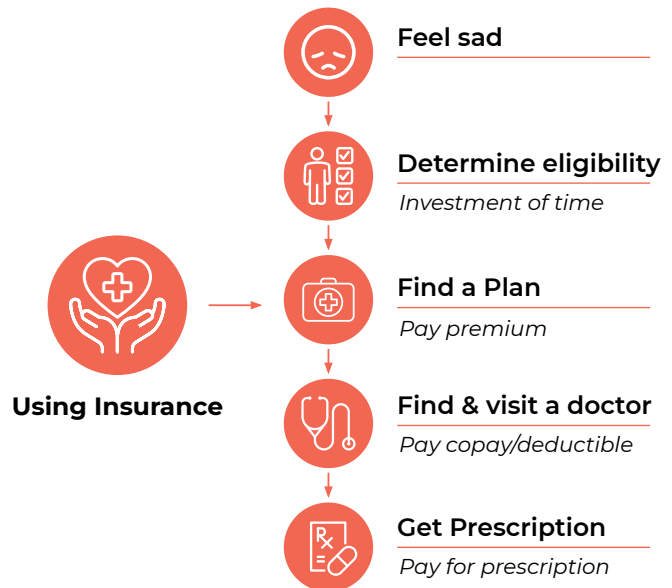 Feel sad
Determine eligibility
Investment of time
Find a Plan
Pay premium
Using Insurance
Find & visit a doctor
Pay copay/deductible
Rx
Get Prescription
Pay for prescription